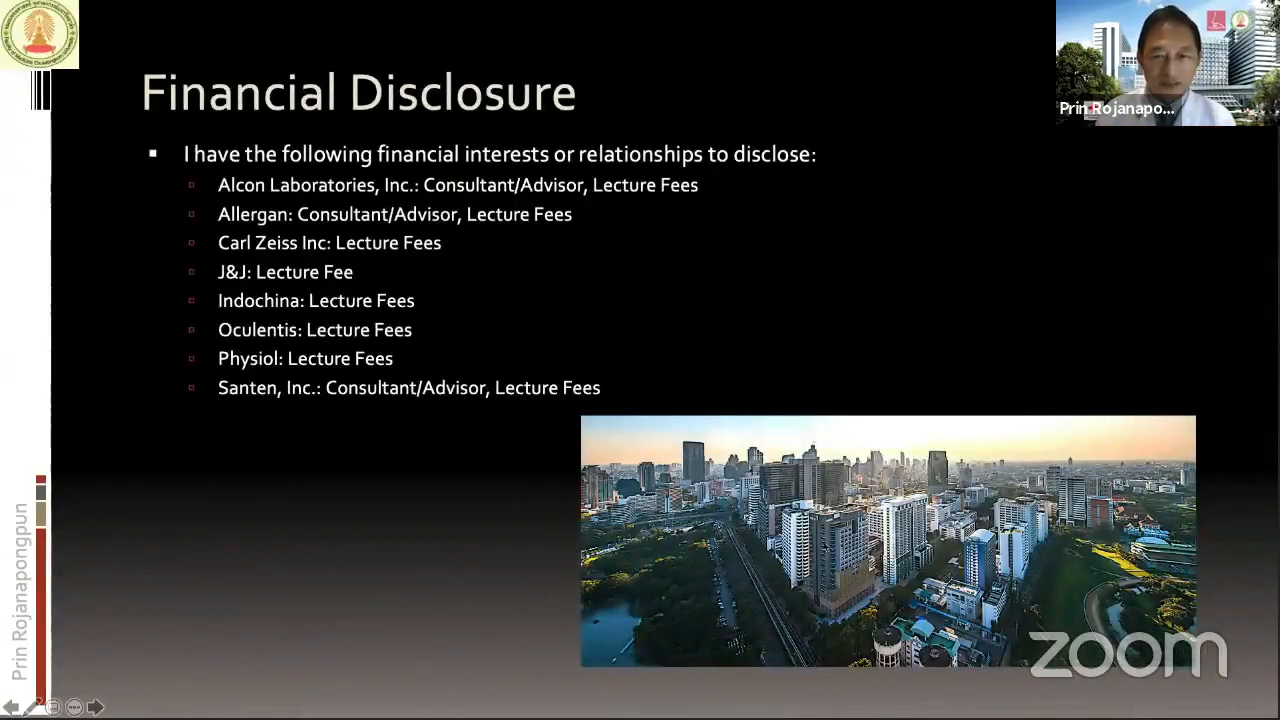 Financial Disclosure
I have the following financial interests or relationships to disclose:
Alcon Laboratories, Inc.: Consultant/Advisor, Lecture Fees
Allergan: Consultant/Advisor, Lecture Fees
Carl Zeiss Inc: Lecture Fees
J&J: Lecture Fee
Indochina: Lecture Fees
Oculentis: Lecture Fees
Physiol: Lecture Fees
Santen, Inc.: Consultant/Advisor, Lecture Fees
Prin Rojanapo...
Prin Rojanapongpun
zoom